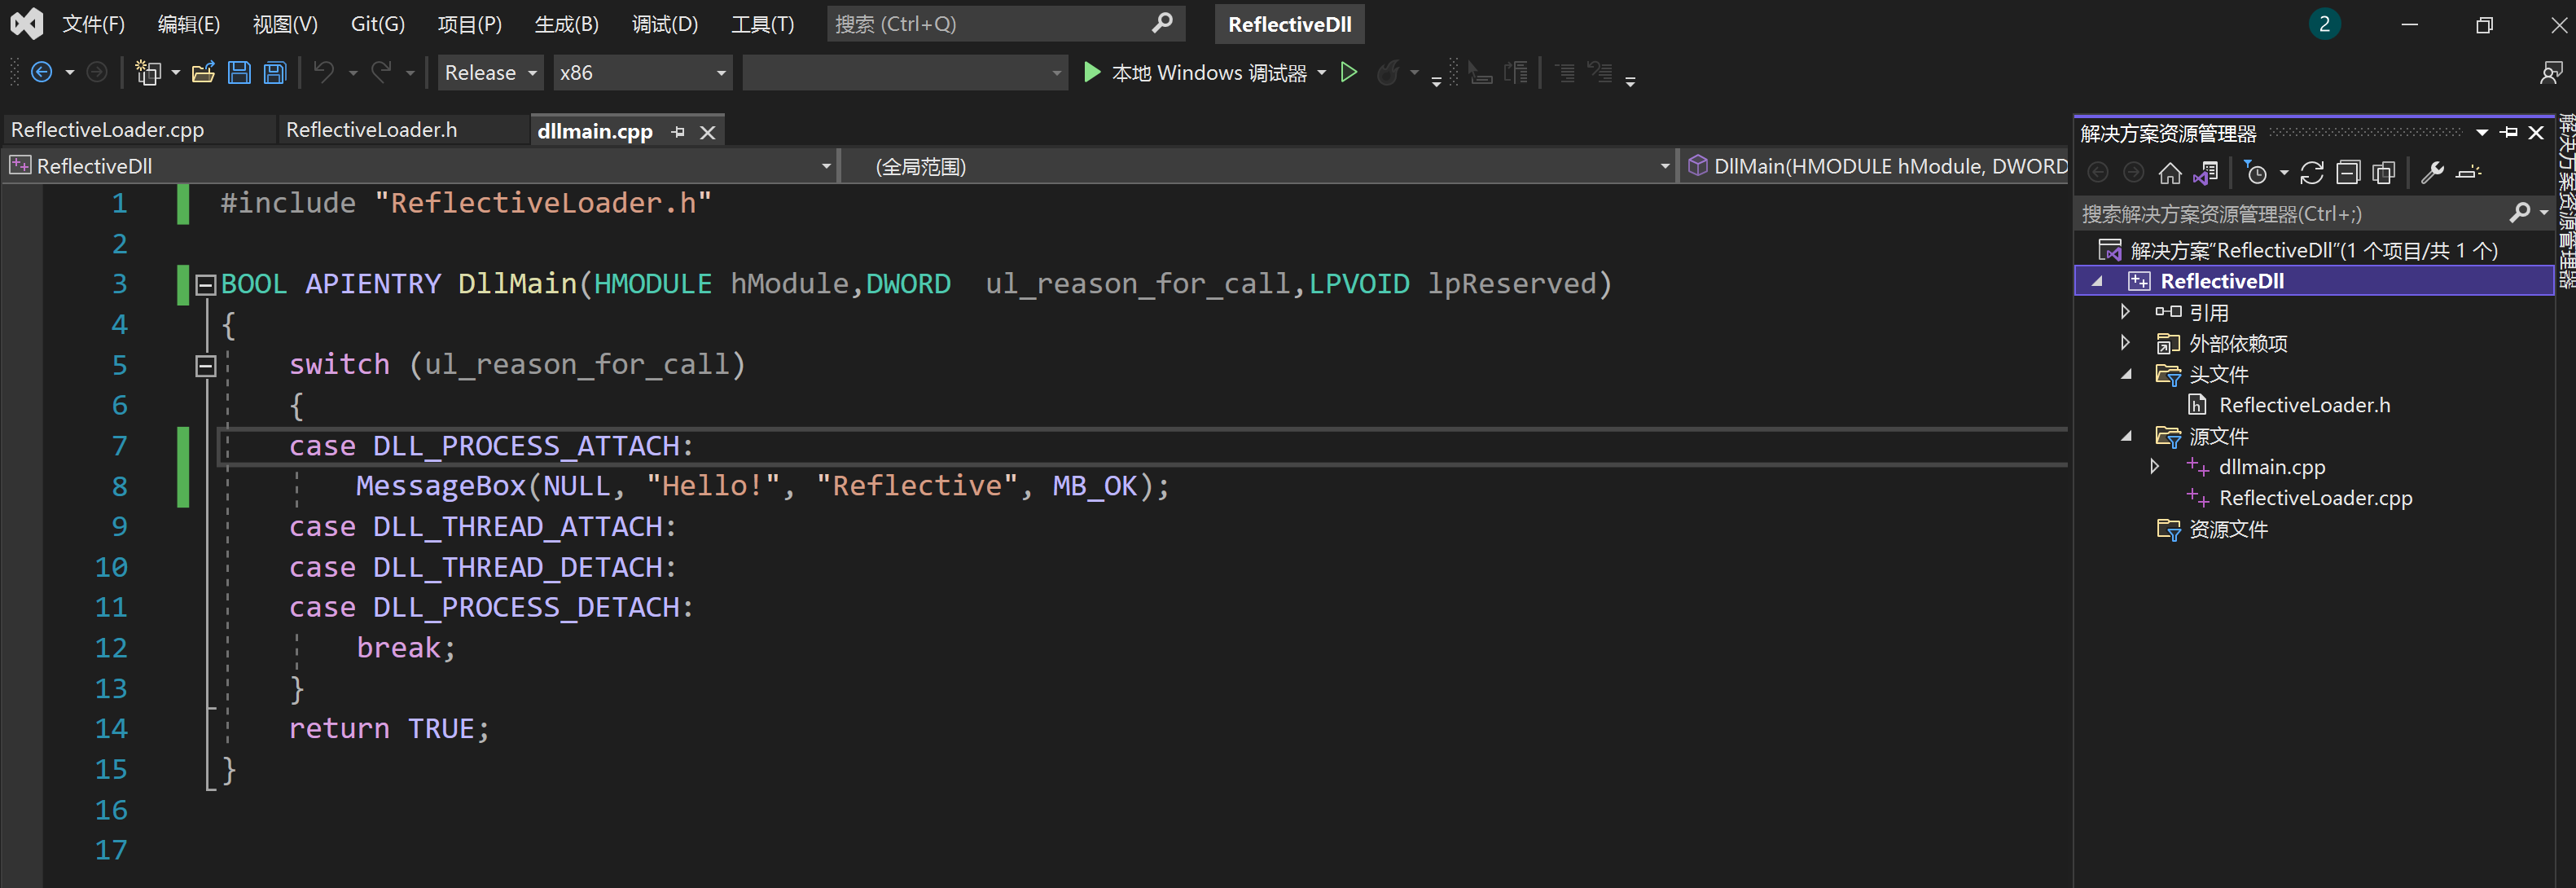 文件(F) 编辑(E) 视图(V) Git(G) 项目(P) 生成(B) 调试(D) 工具(T) 搜索 (Ctrl+Q) ReflectiveDll 2
Release x86 本地 Windows 调试器
ReflectiveLoader.cpp ReflectiveLoader.h dllmain.cpp
ReflectiveDll (全局范围) DllMain(HMODULE hModule, DWORD
1 #include "ReflectiveLoader.h"
2
3 BOOL APIENTRY DllMain(HMODULE hModule,DWORD  ul_reason_for_call,LPVOID lpReserved)
4 {
5 switch (ul_reason_for_call)
6 {
7 case DLL_PROCESS_ATTACH:
8 MessageBox(NULL, "Hello!", "Reflective", MB_OK);
9 case DLL_THREAD_ATTACH:
10 case DLL_THREAD_DETACH:
11 case DLL_PROCESS_DETACH:
12 break;
13 }
14 return TRUE;
15 }
16
17
解决方案资源管理器
搜索解决方案资源管理器(Ctrl+;)
解决方案"ReflectiveDll"(1 个项目/共 1 个)
ReflectiveDll
引用
外部依赖项
头文件
ReflectiveLoader.h
源文件
dllmain.cpp
ReflectiveLoader.cpp
资源文件
解决方案资源管理器